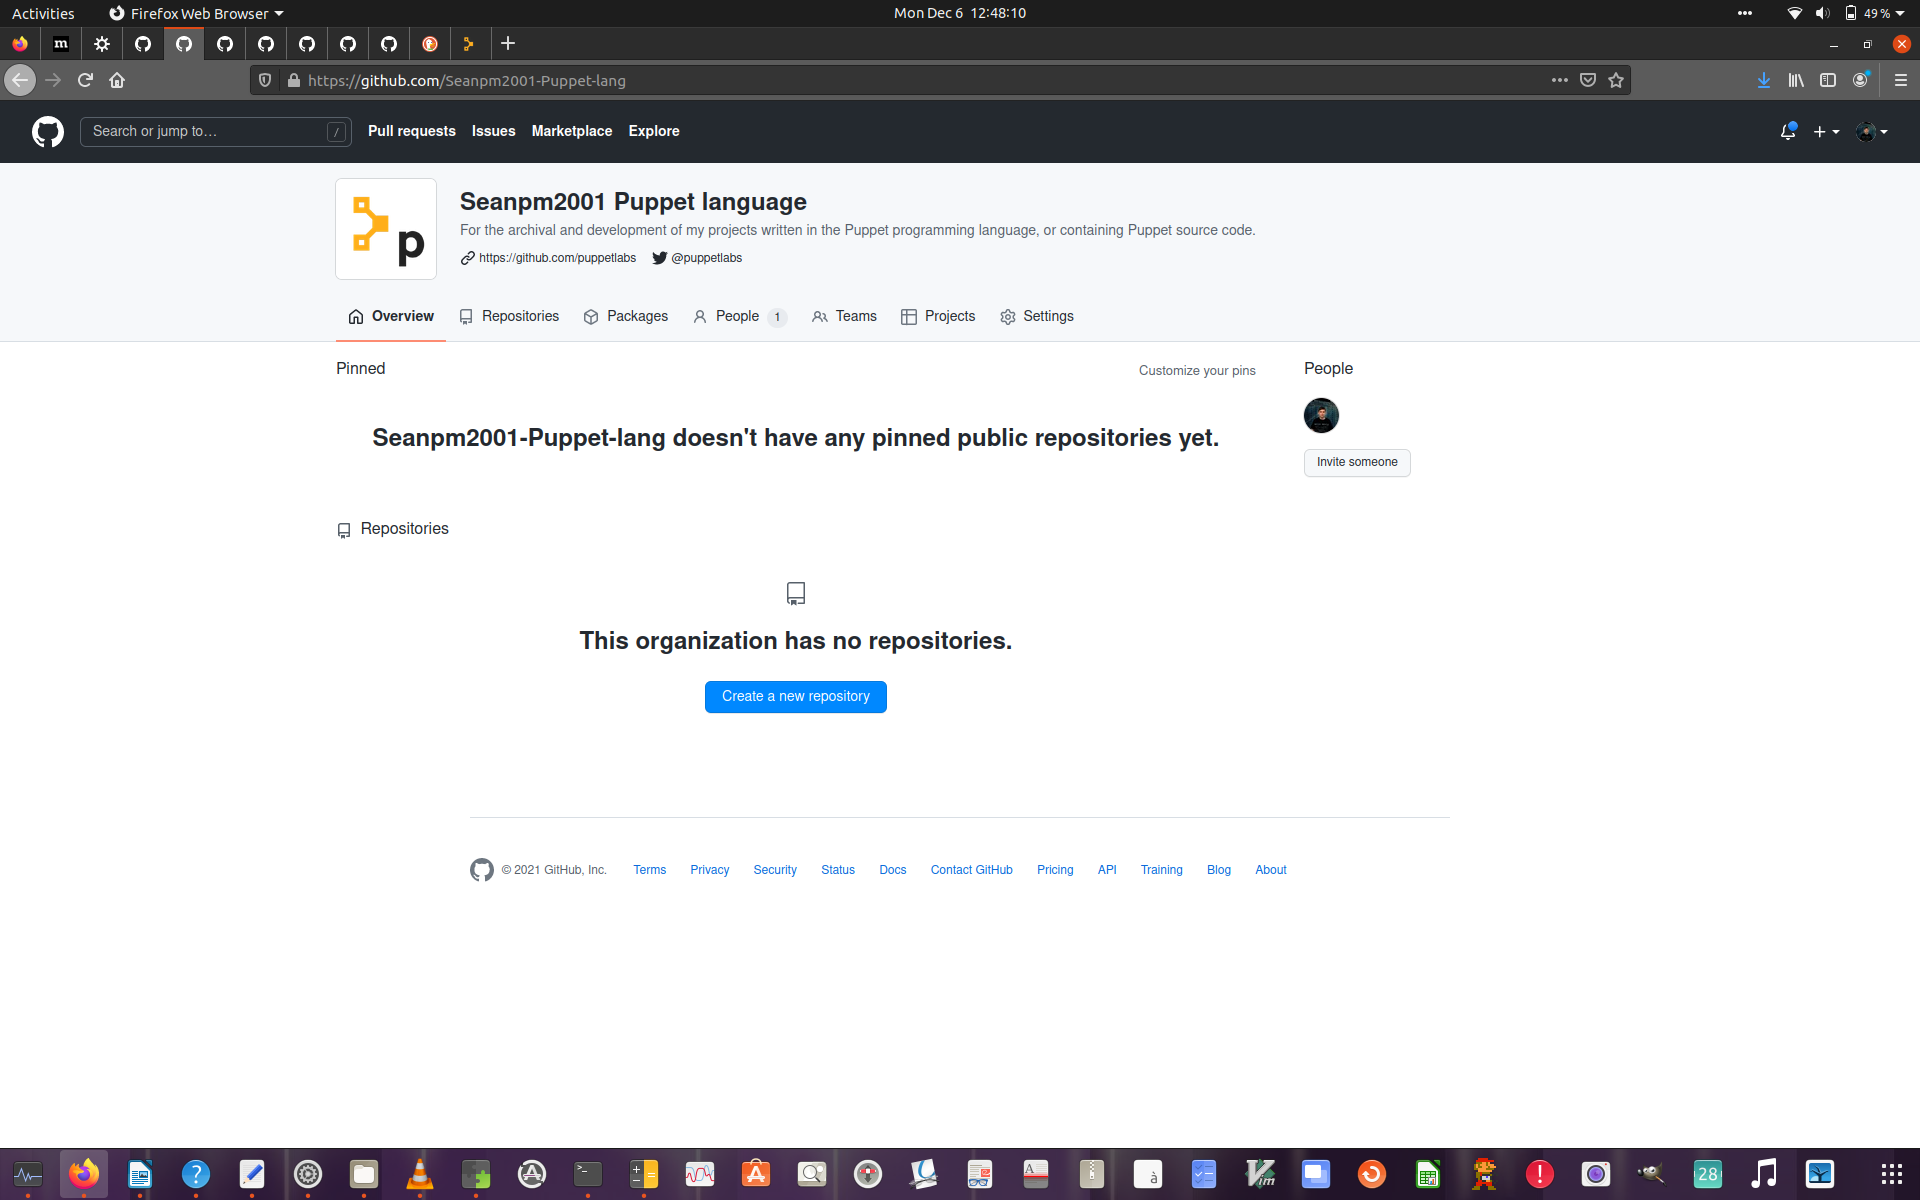 Activities
Firefox Web Browser
Mon Dec 6 12:48:10
49 %
m
https://github.com/Seanpm2001-Puppet-lang
Search or jump to…
/
Pull requests
Issues
Marketplace
Explore
p
Seanpm2001 Puppet language
For the archival and development of my projects written in the Puppet programming language, or containing Puppet source code.
https://github.com/puppetlabs
@puppetlabs
Overview
Repositories
Packages
People 1
Teams
Projects
Settings
Pinned
Customize your pins
People
Seanpm2001-Puppet-lang doesn't have any pinned public repositories yet.
Invite someone
Repositories
This organization has no repositories.
Create a new repository
© 2021 GitHub, Inc.
Terms
Privacy
Security
Status
Docs
Contact GitHub
Pricing
API
Training
Blog
About
?
>_
A
à
Vim
!
28